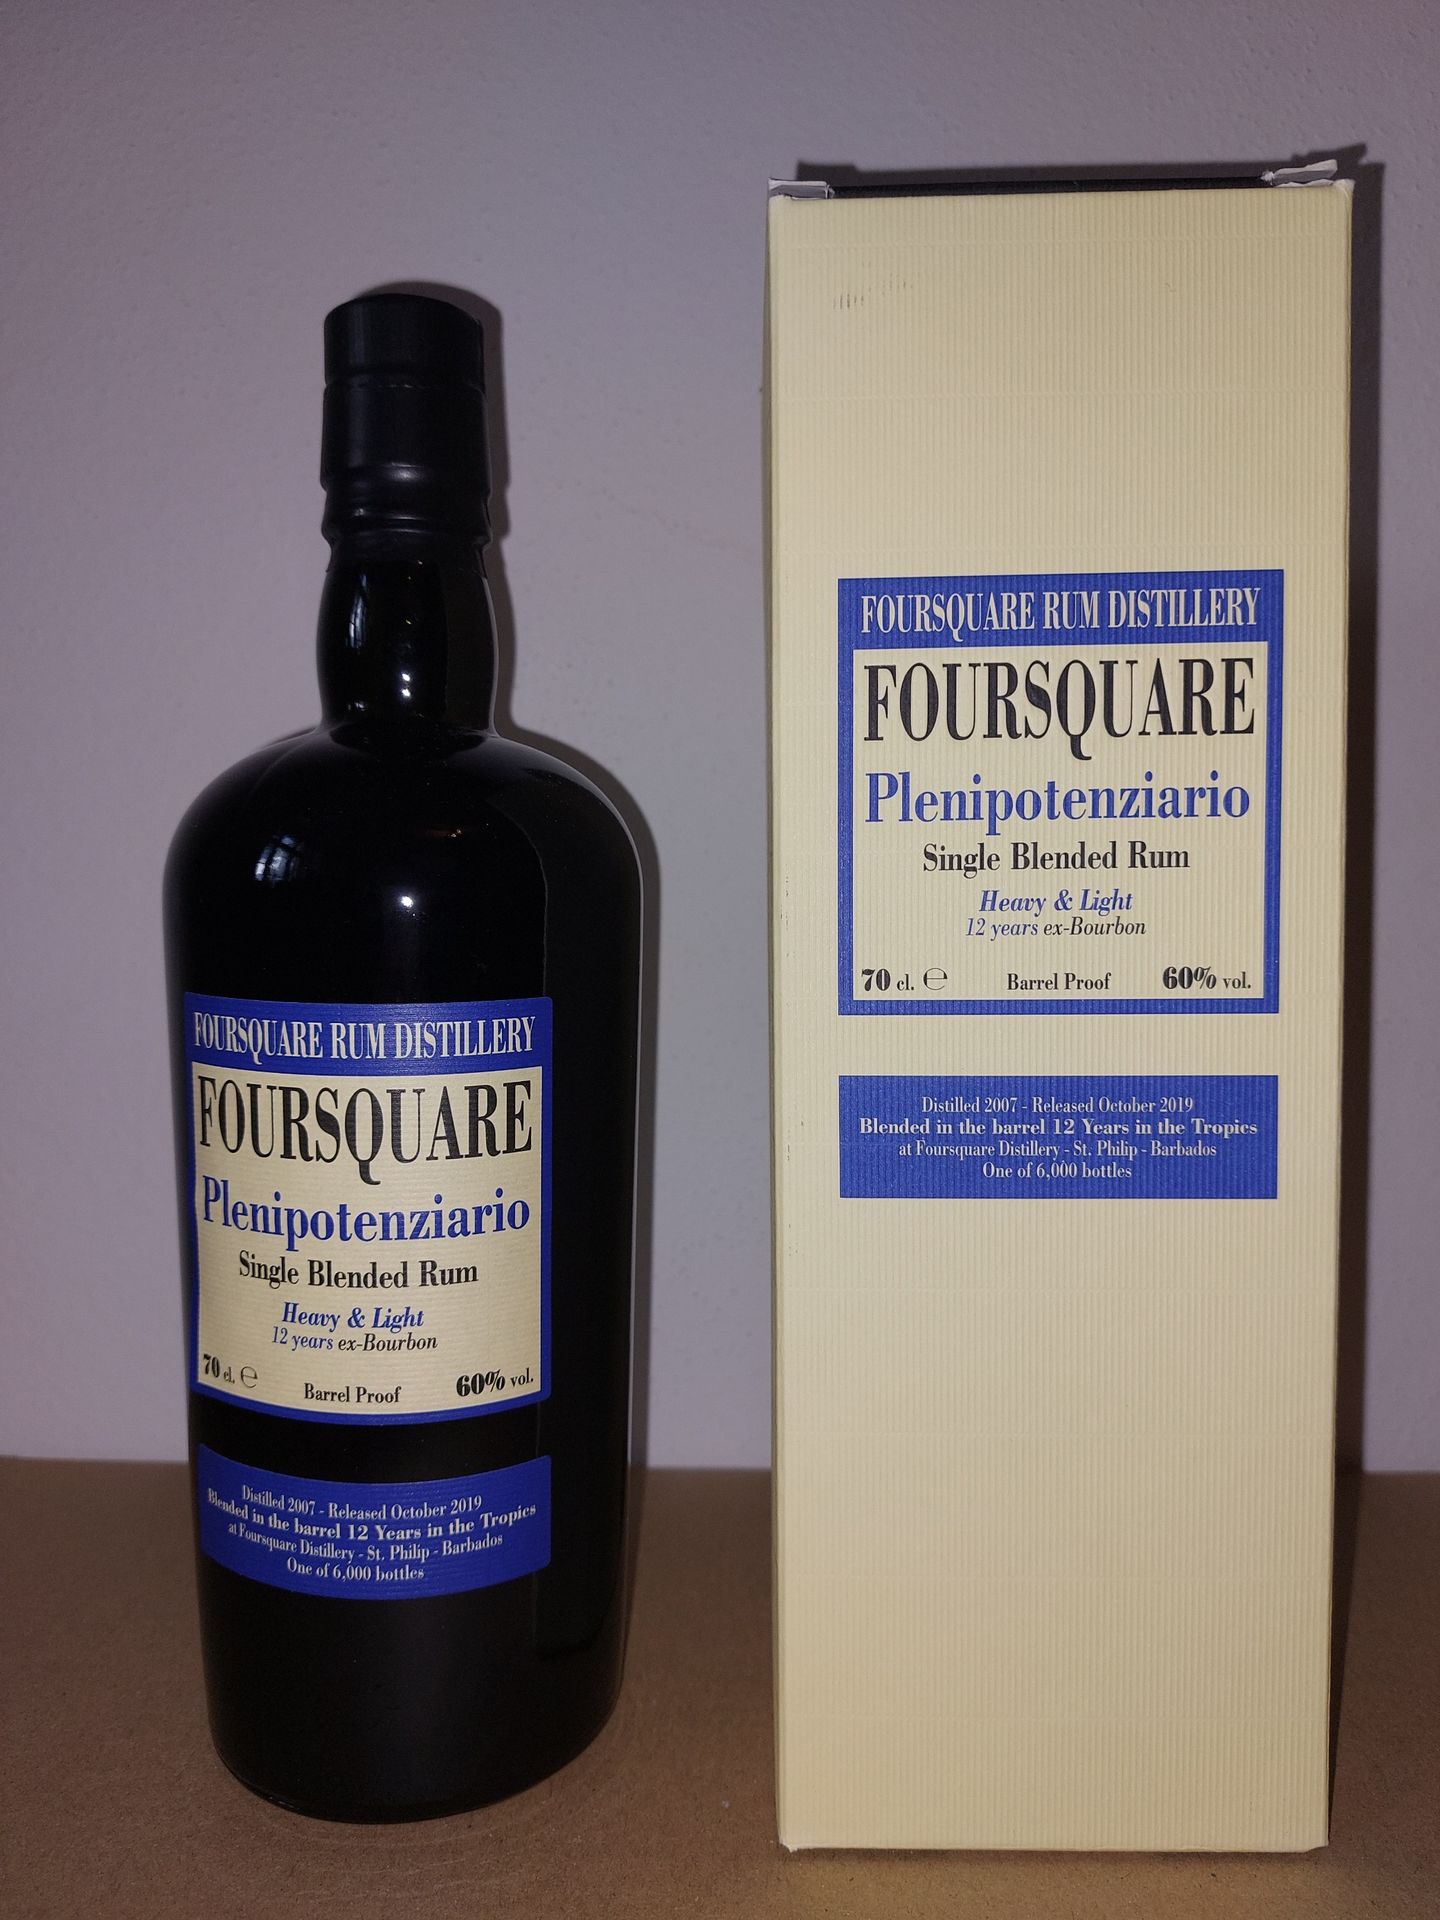 FOURSQUARE RUM DISTILLERY
FOURSQUARE
Plenipotenziario
Single Blended Rum
Heavy & Light
12 years ex-Bourbon
70 cl. ℮ Barrel Proof 60% vol.
Distilled 2007 - Released October 2019
Blended in the barrel 12 Years in the Tropics
at Foursquare Distillery - St. Philip - Barbados
One of 6,000 bottles
FOURSQUARE RUM DISTILLERY
FOURSQUARE
Plenipotenziario
Single Blended Rum
Heavy & Light
12 years ex-Bourbon
70 cl. ℮ Barrel Proof 60% vol.
Distilled 2007 - Released October 2019
Blended in the barrel 12 Years in the Tropics
at Foursquare Distillery - St. Philip - Barbados
One of 6,000 bottles